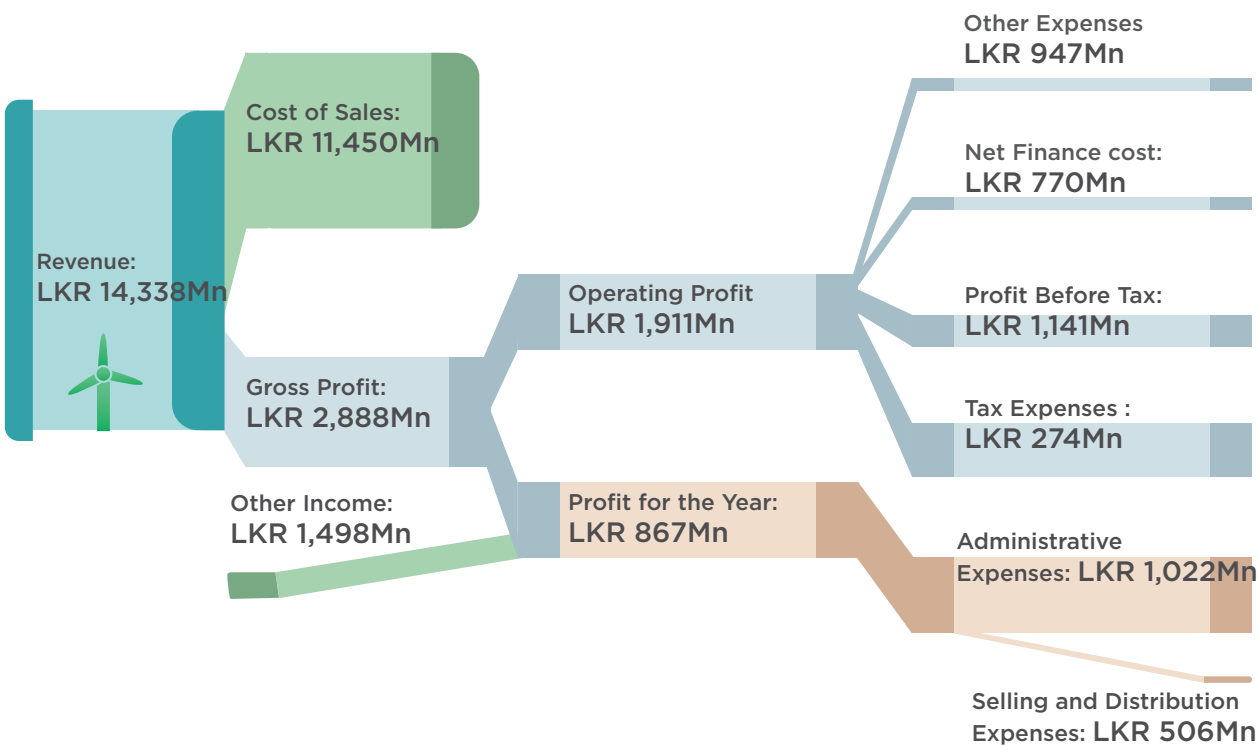 Revenue:
LKR 14,338Mn
Cost of Sales:
LKR 11,450Mn
Gross Profit:
LKR 2,888Mn
Other Income:
LKR 1,498Mn
Operating Profit
LKR 1,911Mn
Profit for the Year:
LKR 867Mn
Other Expenses
LKR 947Mn
Net Finance cost:
LKR 770Mn
Profit Before Tax:
LKR 1,141Mn
Tax Expenses :
LKR 274Mn
Administrative
Expenses: LKR 1,022Mn
Selling and Distribution
Expenses: LKR 506Mn